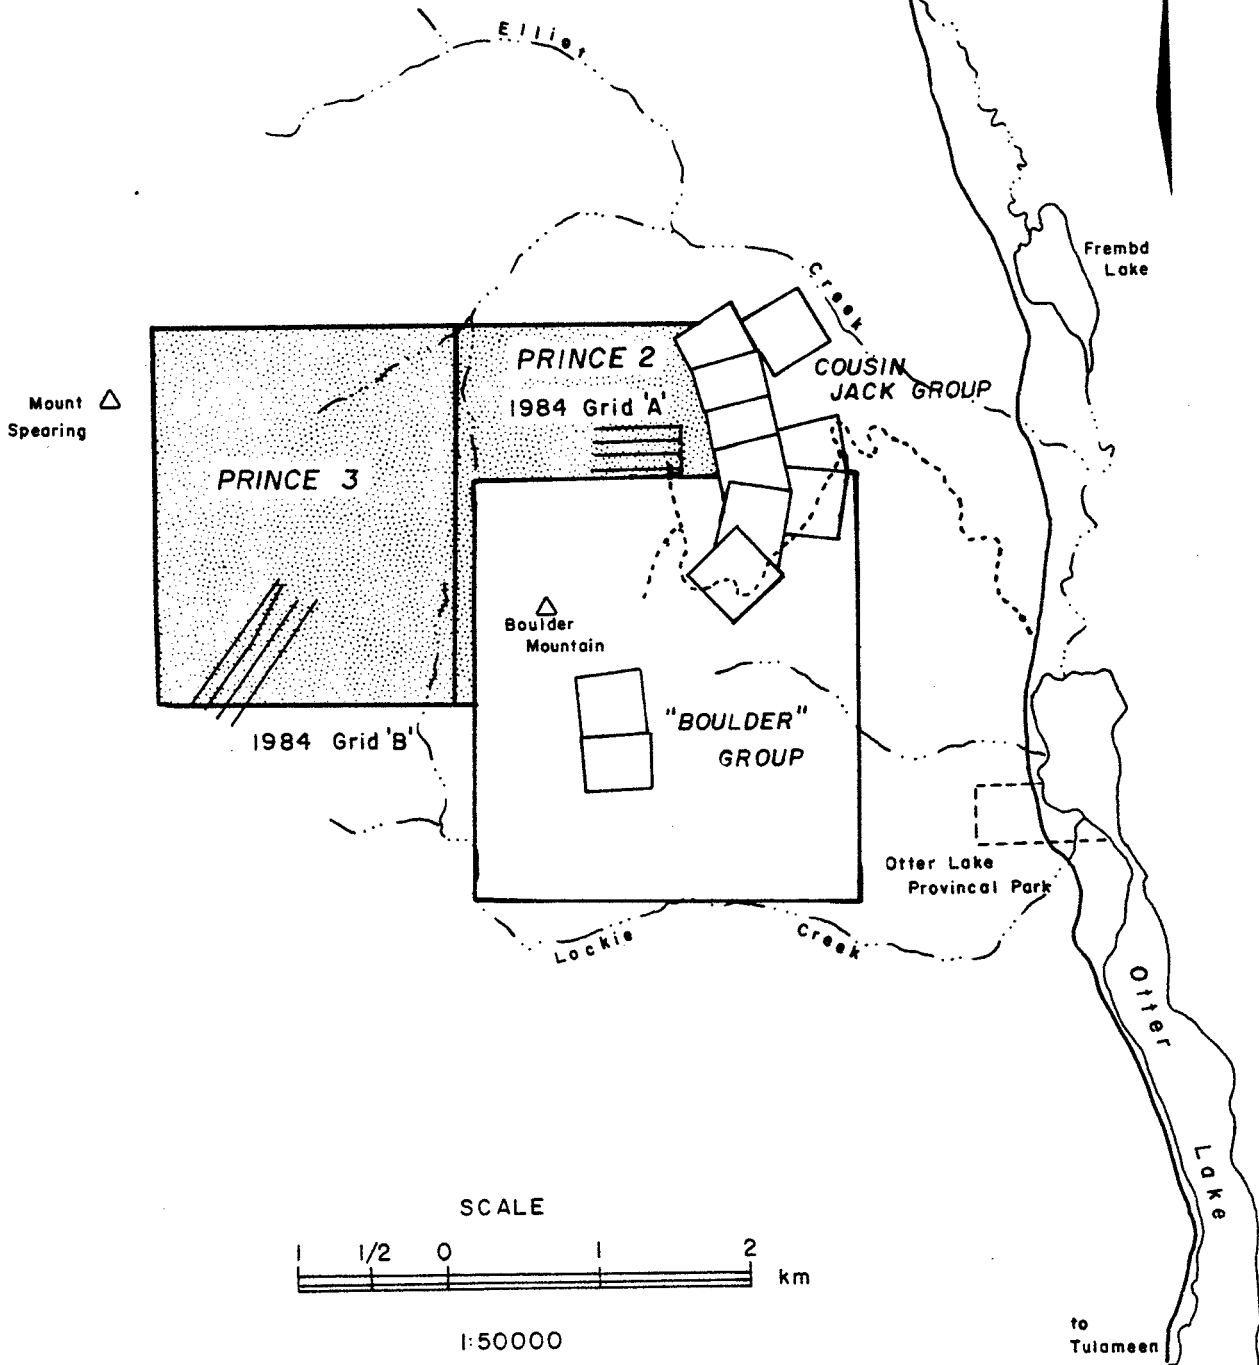 Elliot
Creek
Frembd
Lake
PRINCE 2
1984 Grid 'A'
COUSIN
JACK GROUP
Mount
Spearing
PRINCE 3
Boulder
Mountain
"BOULDER"
GROUP
1984 Grid 'B'
Otter Lake
Provincal Park
Lockie
Creek
Otter
Lake
SCALE
1 1/2 0 1 2
km
1:50000
to
Tulameen